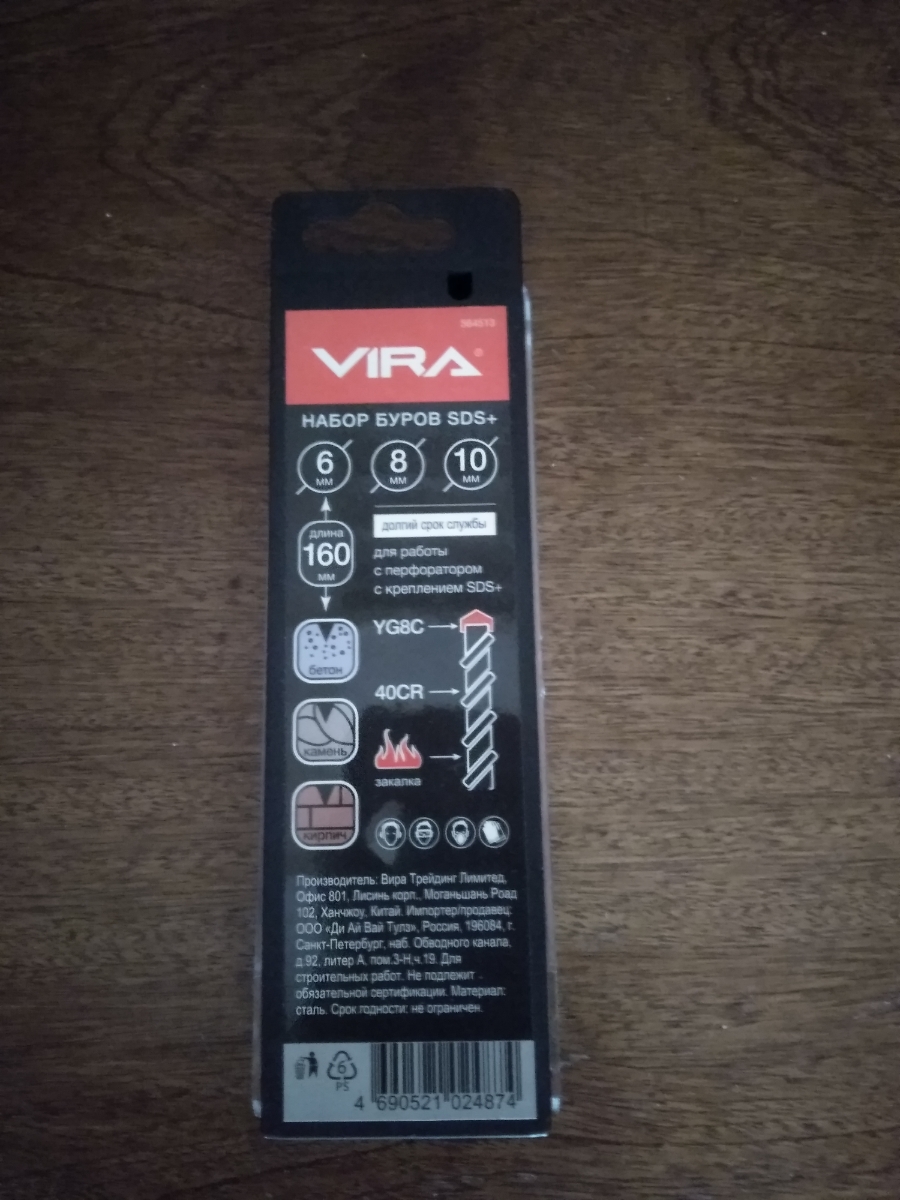 564510
VIRA®
НАБОР БУРОВ SDS+
6 мм
8 мм
10 мм
длина
160
мм
долгий срок службы
для работы
с перфоратором
с креплением SDS+
YG8C
бетон
40CR
камень
закалка
кирпич
Производитель: Вира Трейдинг Лимитед,
Офис 801, Лисинь корп., Моганьшань Роад
102, Ханчжоу, Китай. Импортер/продавец:
ООО «Ди Ай Вай Тулз», Россия, 196084, г.
Санкт-Петербург, наб. Обводного канала,
д.92, литер А, пом.3-Н,ч.19. Для
строительных работ. Не подлежит
обязательной сертификации. Материал:
сталь. Срок годности: не ограничен.
6
PS
4 690521 024874